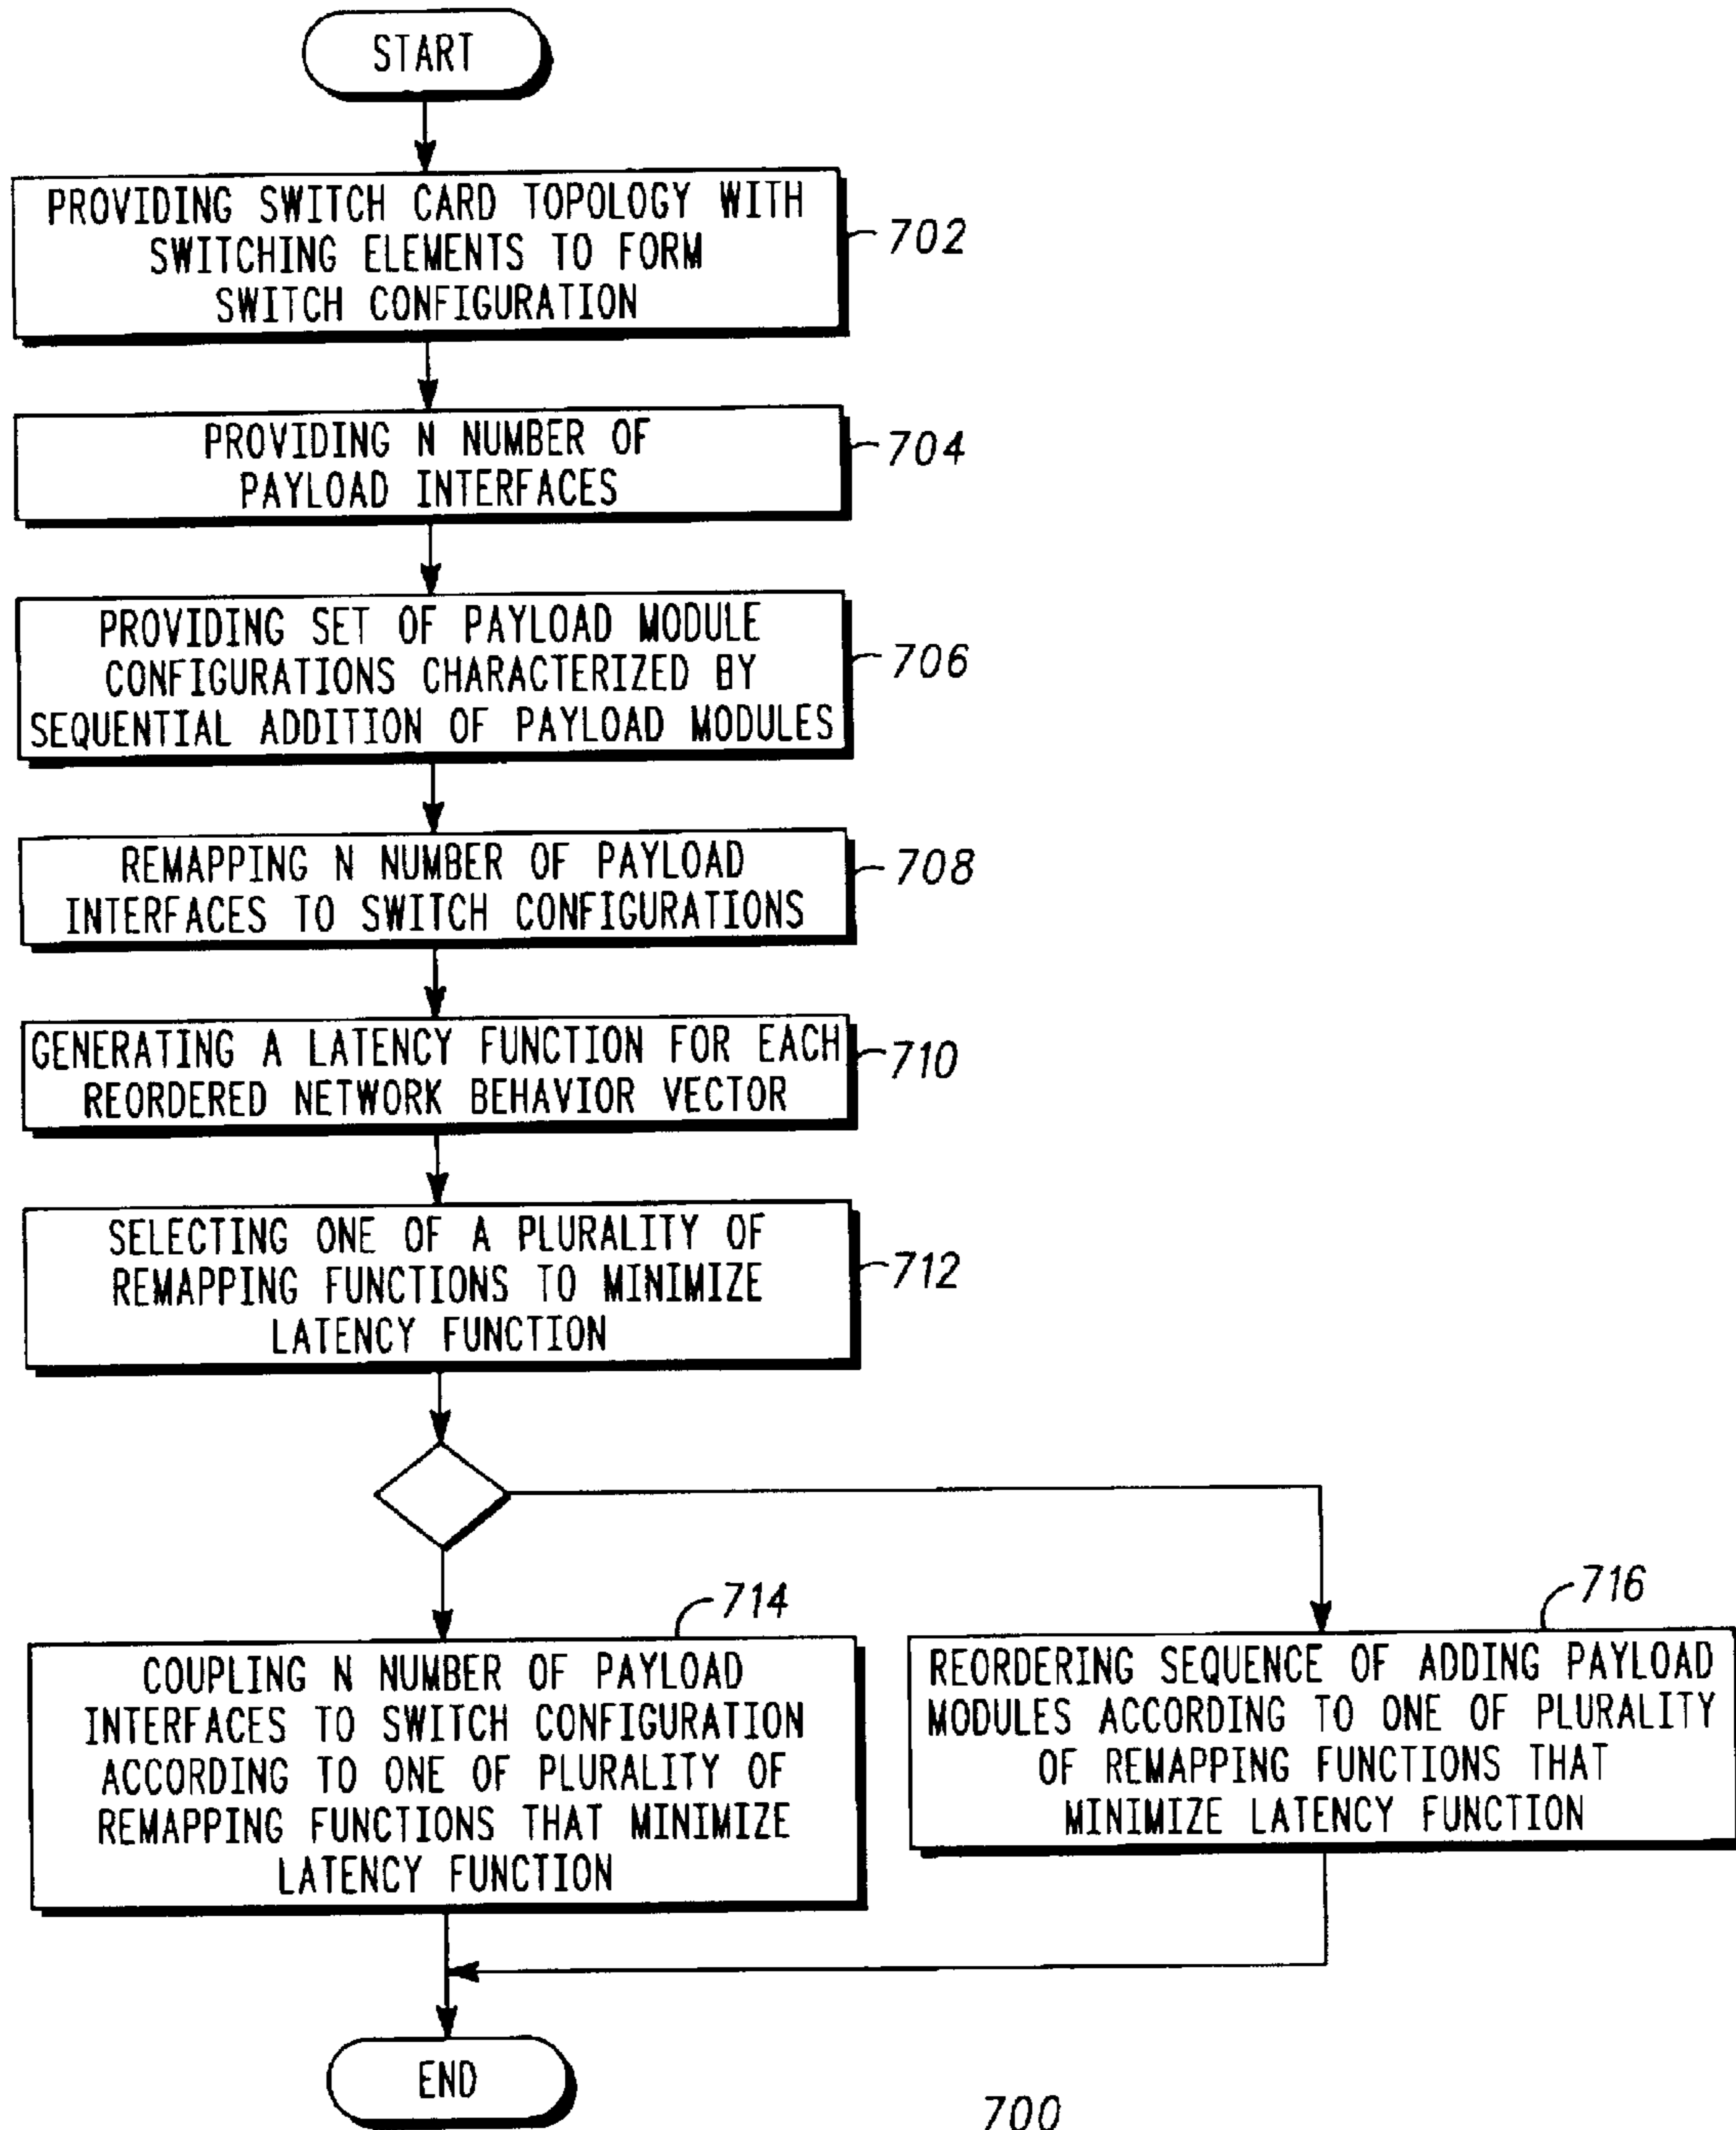 START
PROVIDING SWITCH CARD TOPOLOGY WITH
SWITCHING ELEMENTS TO FORM
SWITCH CONFIGURATION
702
PROVIDING N NUMBER OF
PAYLOAD INTERFACES
704
PROVIDING SET OF PAYLOAD MODULE
CONFIGURATIONS CHARACTERIZED BY
SEQUENTIAL ADDITION OF PAYLOAD MODULES
706
REMAPPING N NUMBER OF PAYLOAD
INTERFACES TO SWITCH CONFIGURATIONS
708
GENERATING A LATENCY FUNCTION FOR EACH
REORDERED NETWORK BEHAVIOR VECTOR
710
SELECTING ONE OF A PLURALITY OF
REMAPPING FUNCTIONS TO MINIMIZE
LATENCY FUNCTION
712
714
COUPLING N NUMBER OF PAYLOAD
INTERFACES TO SWITCH CONFIGURATION
ACCORDING TO ONE OF PLURALITY OF
REMAPPING FUNCTIONS THAT MINIMIZE
LATENCY FUNCTION
716
REORDERING SEQUENCE OF ADDING PAYLOAD
MODULES ACCORDING TO ONE OF PLURALITY
OF REMAPPING FUNCTIONS THAT
MINIMIZE LATENCY FUNCTION
END
700